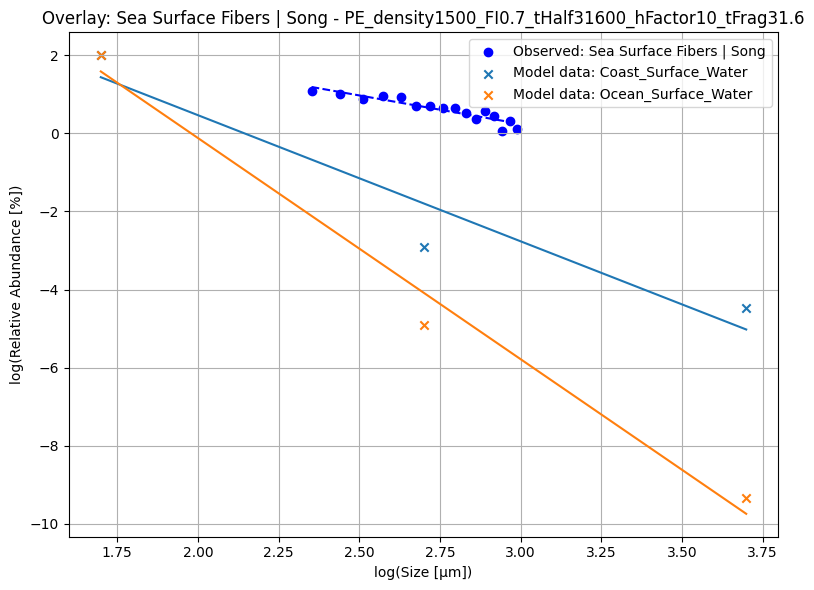 Overlay: Sea Surface Fibers | Song - PE_density1500_FI0.7_tHalf31600_hFactor10_tFrag31.6
Observed: Sea Surface Fibers | Song
Model data: Coast_Surface_Water
Model data: Ocean_Surface_Water
log(Relative Abundance [%])
2
0
−2
−4
−6
−8
−10
1.75
2.00
2.25
2.50
2.75
3.00
3.25
3.50
3.75
log(Size [μm])